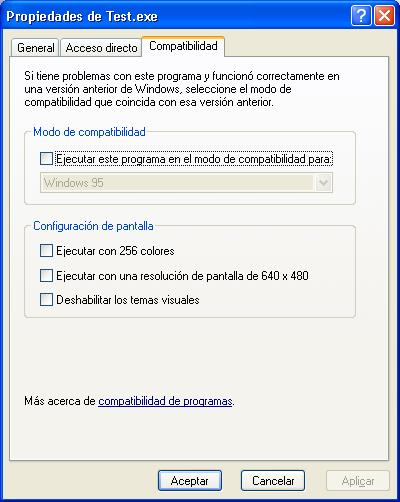 Propiedades de Test.exe
General
Acceso directo
Compatibilidad
Si tiene problemas con este programa y funcionó correctamente en
una versión anterior de Windows, seleccione el modo de
compatibilidad que coincida con esa versión anterior.
Modo de compatibilidad
Ejecutar este programa en el modo de compatibilidad para:
Windows 95
Configuración de pantalla
Ejecutar con 256 colores
Ejecutar con una resolución de pantalla de 640 x 480
Deshabilitar los temas visuales
Más acerca de compatibilidad de programas.
Aceptar
Cancelar
Aplicar